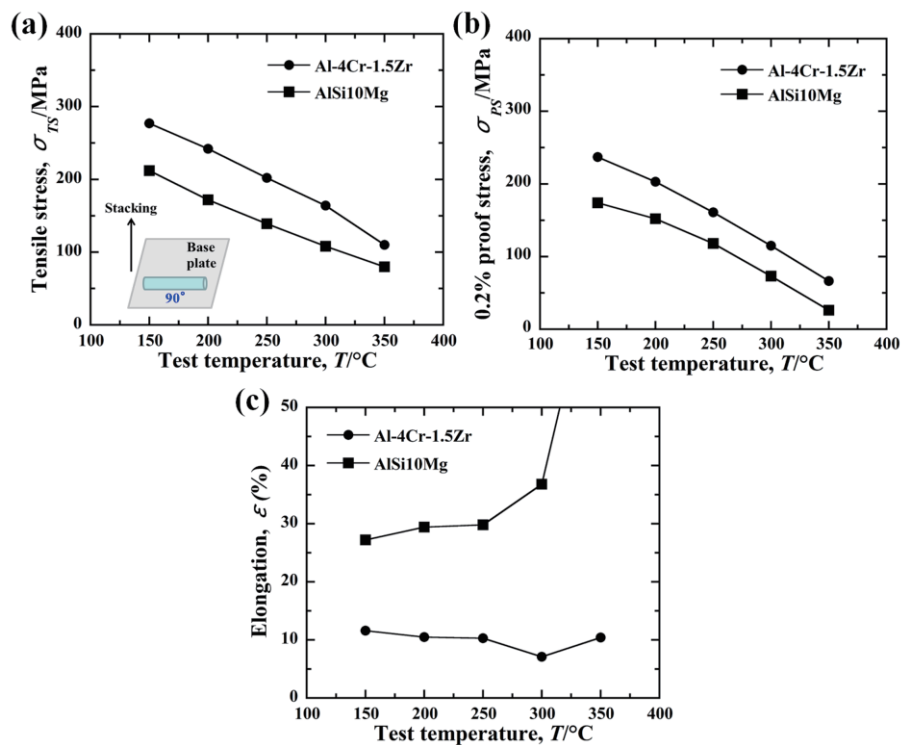 (a)
400
300
200
100
0
Tensile stress, σTS/MPa
Al-4Cr-1.5Zr
AlSi10Mg
Stacking
Base
plate
90°
100 150 200 250 300 350 400
Test temperature, T/°C
(b)
400
300
200
100
0
0.2% proof stress, σPS/MPa
Al-4Cr-1.5Zr
AlSi10Mg
100 150 200 250 300 350 400
Test temperature, T/°C
(c)
50
40
30
20
10
0
Elongation, ε (%)
Al-4Cr-1.5Zr
AlSi10Mg
100 150 200 250 300 350 400
Test temperature, T/°C